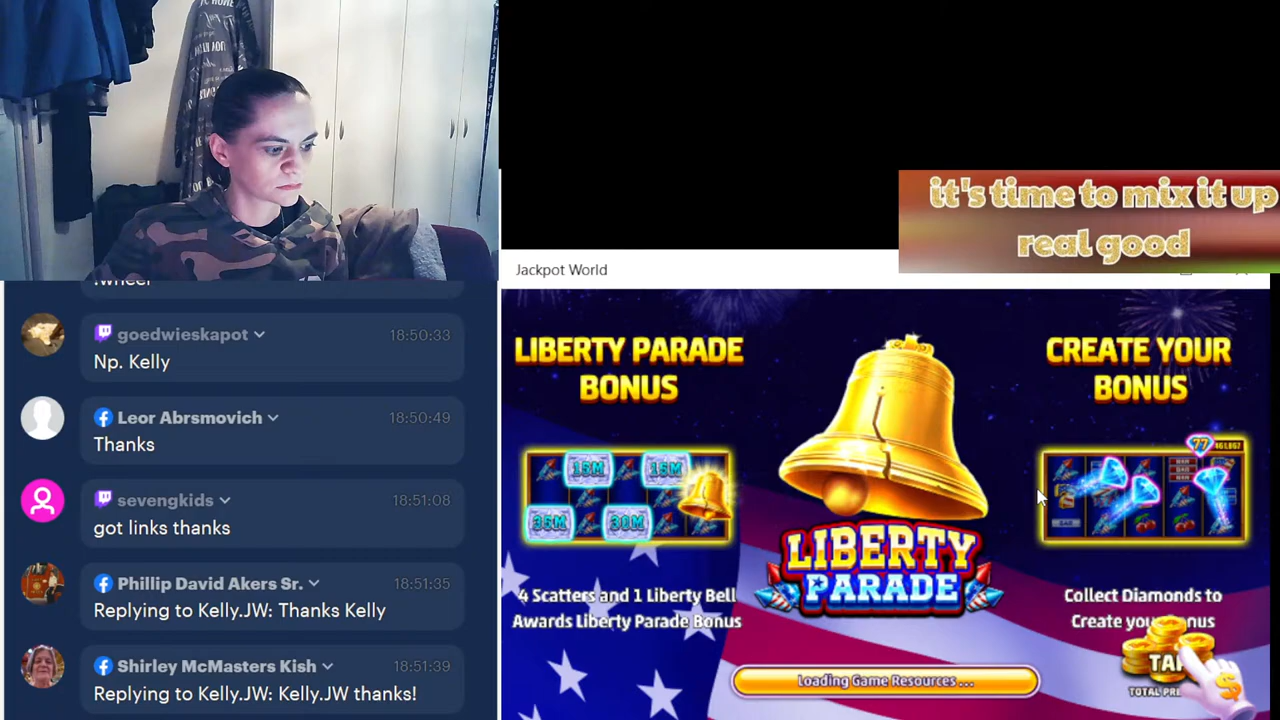 it's time to mix it up
real good
Jackpot World
goedwieskapot 18:50:33
Np. Kelly
Leor Abrsmovich 18:50:49
Thanks
sevengkids 18:51:08
got links thanks
Phillip David Akers Sr. 18:51:35
Replying to Kelly.JW: Thanks Kelly
Shirley McMasters Kish 18:51:39
Replying to Kelly.JW: Kelly.JW thanks!
LIBERTY PARADE
BONUS
15M 15M
35M 30M
4 Scatters and 1 Liberty Bell
Awards Liberty Parade Bonus
LIBERTY
PARADE
Loading Game Resources ...
CREATE YOUR
BONUS
77
BAR
Collect Diamonds to
Create
TAP
TOTAL